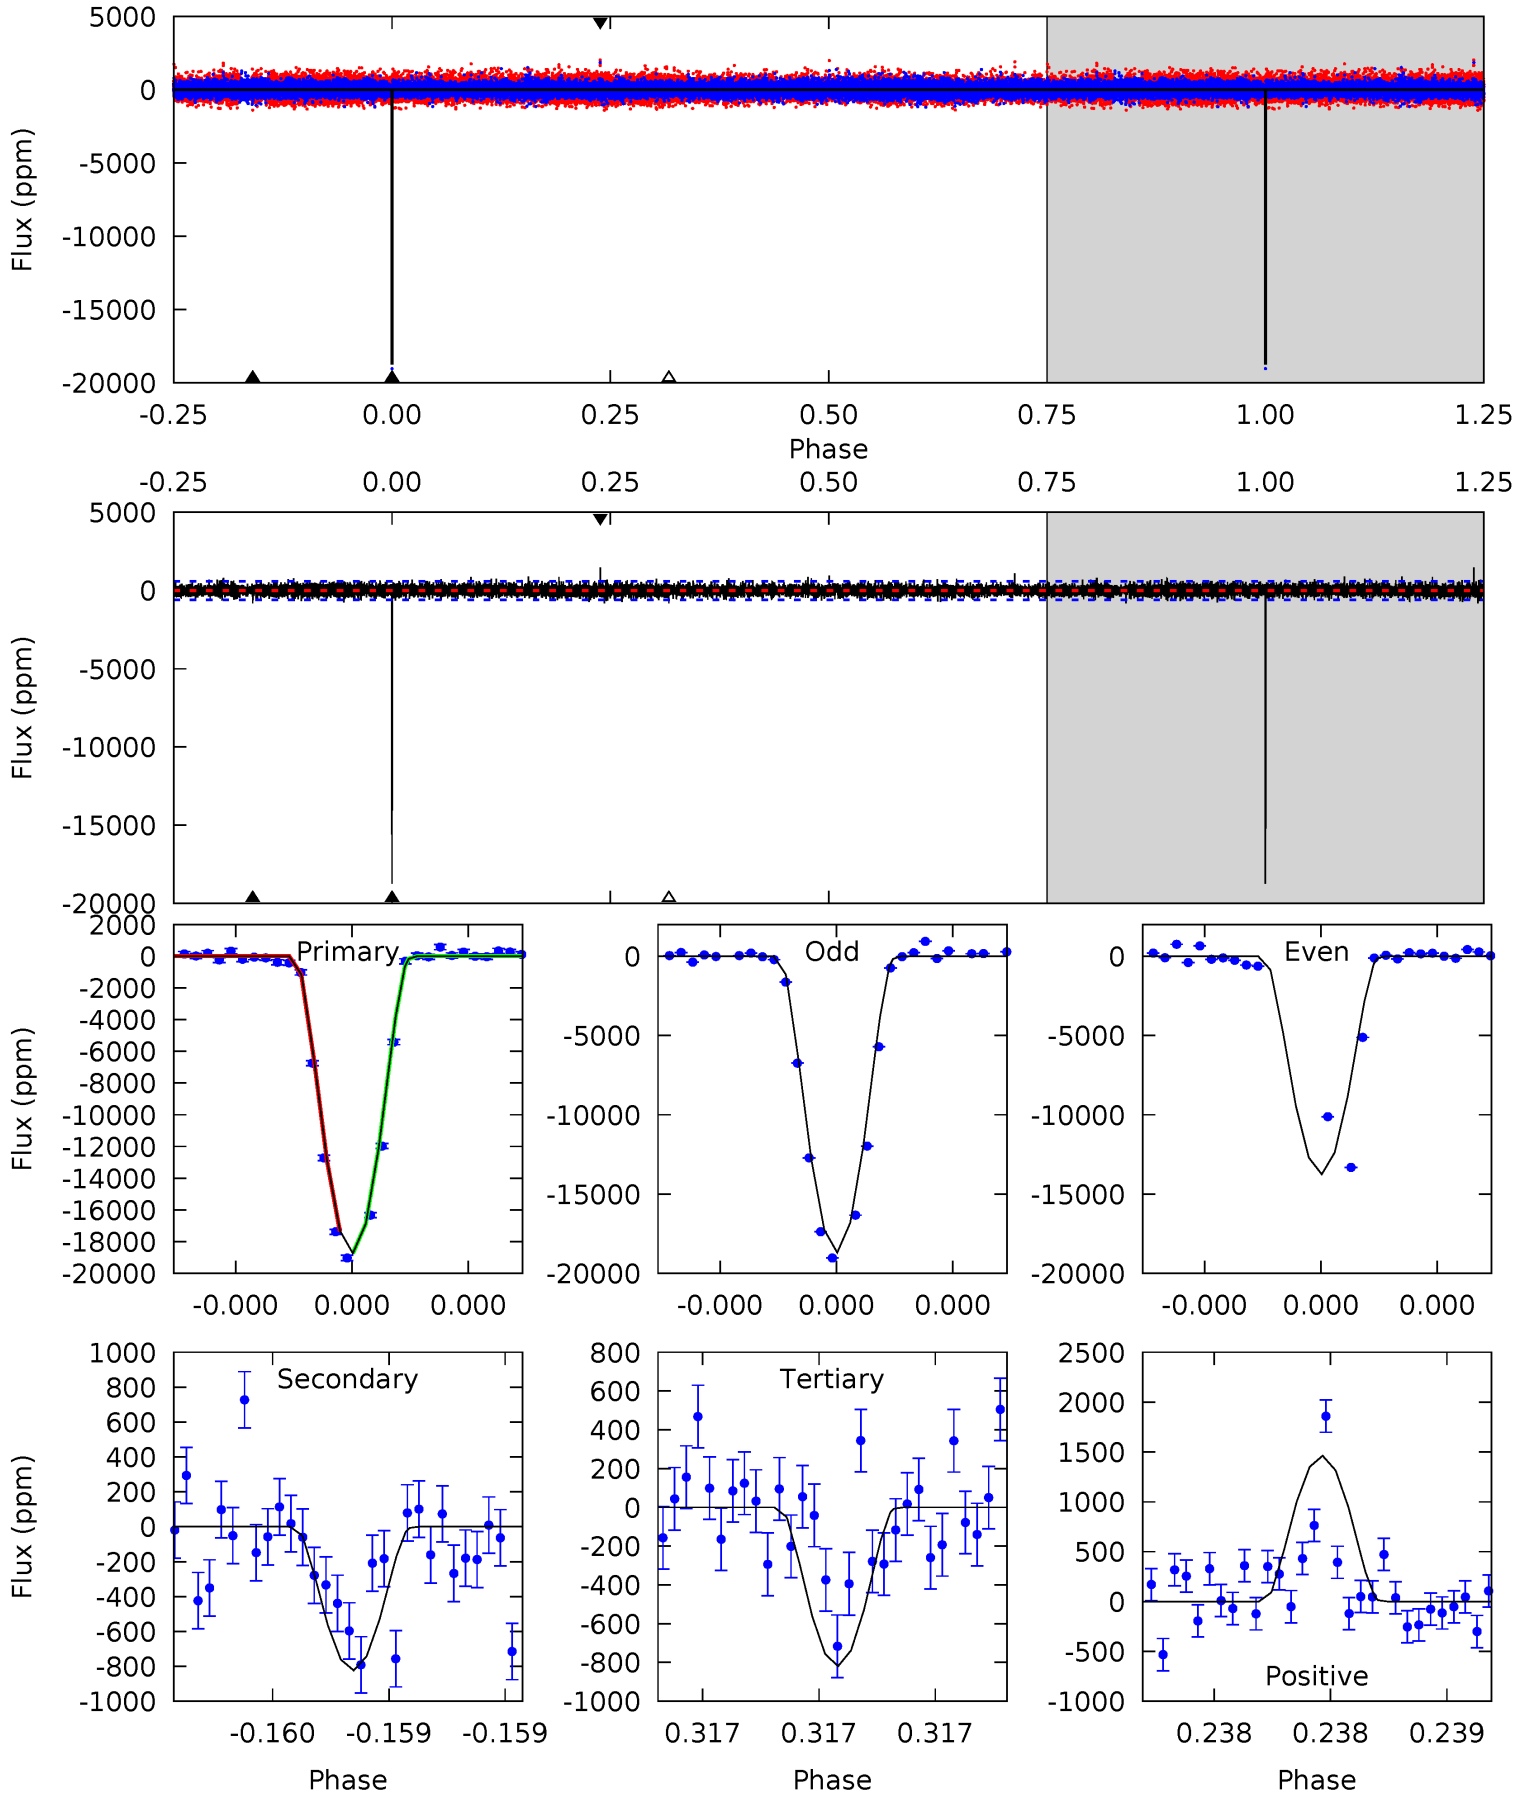 5000
0
-5000
-10000
-15000
-20000
Flux (ppm)
-0.25 0.00 0.25 0.50 0.75 1.00 1.25
Phase
-0.25 0.00 0.25 0.50 0.75 1.00 1.25
5000
0
-5000
-10000
-15000
-20000
Flux (ppm)
2000
0
-2000
-4000
-6000
-8000
-10000
-12000
-14000
-16000
-18000
-20000
Flux (ppm)
Primary
-0.000 0.000 0.000
0
-5000
-10000
-15000
-20000
Odd
-0.000 0.000 0.000
0
-5000
-10000
-15000
-20000
Even
-0.000 0.000 0.000
1000
800
600
400
200
0
-200
-400
-600
-800
-1000
Flux (ppm)
Secondary
-0.160 -0.159 -0.159
Phase
800
600
400
200
0
-200
-400
-600
-800
-1000
Tertiary
0.317 0.317 0.317
Phase
2500
2000
1500
1000
500
0
-500
-1000
Positive
0.238 0.238 0.239
Phase